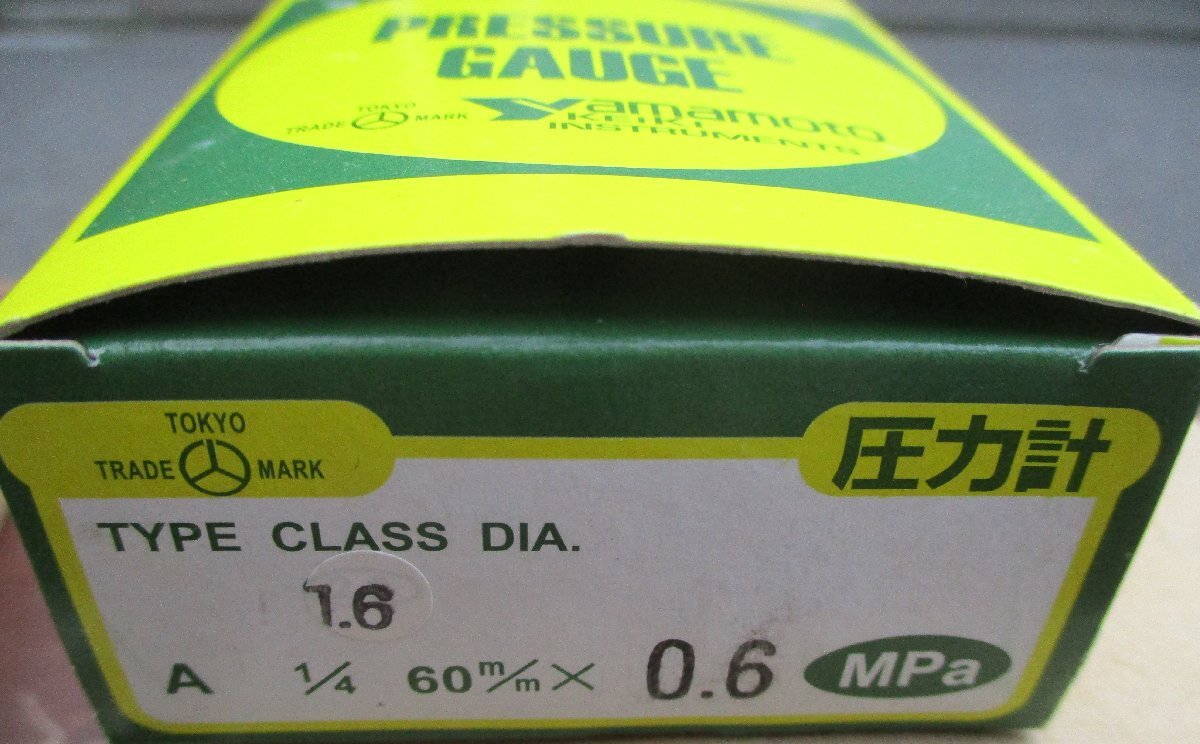 PRESSURE
GAUGE
TOKYO
TRADE MARK
Yamamoto
KEIKI
INSTRUMENTS
TOKYO
TRADE MARK
圧力計
TYPE CLASS DIA.
1.6
A 1/4 60 m/m × 0.6 MPa